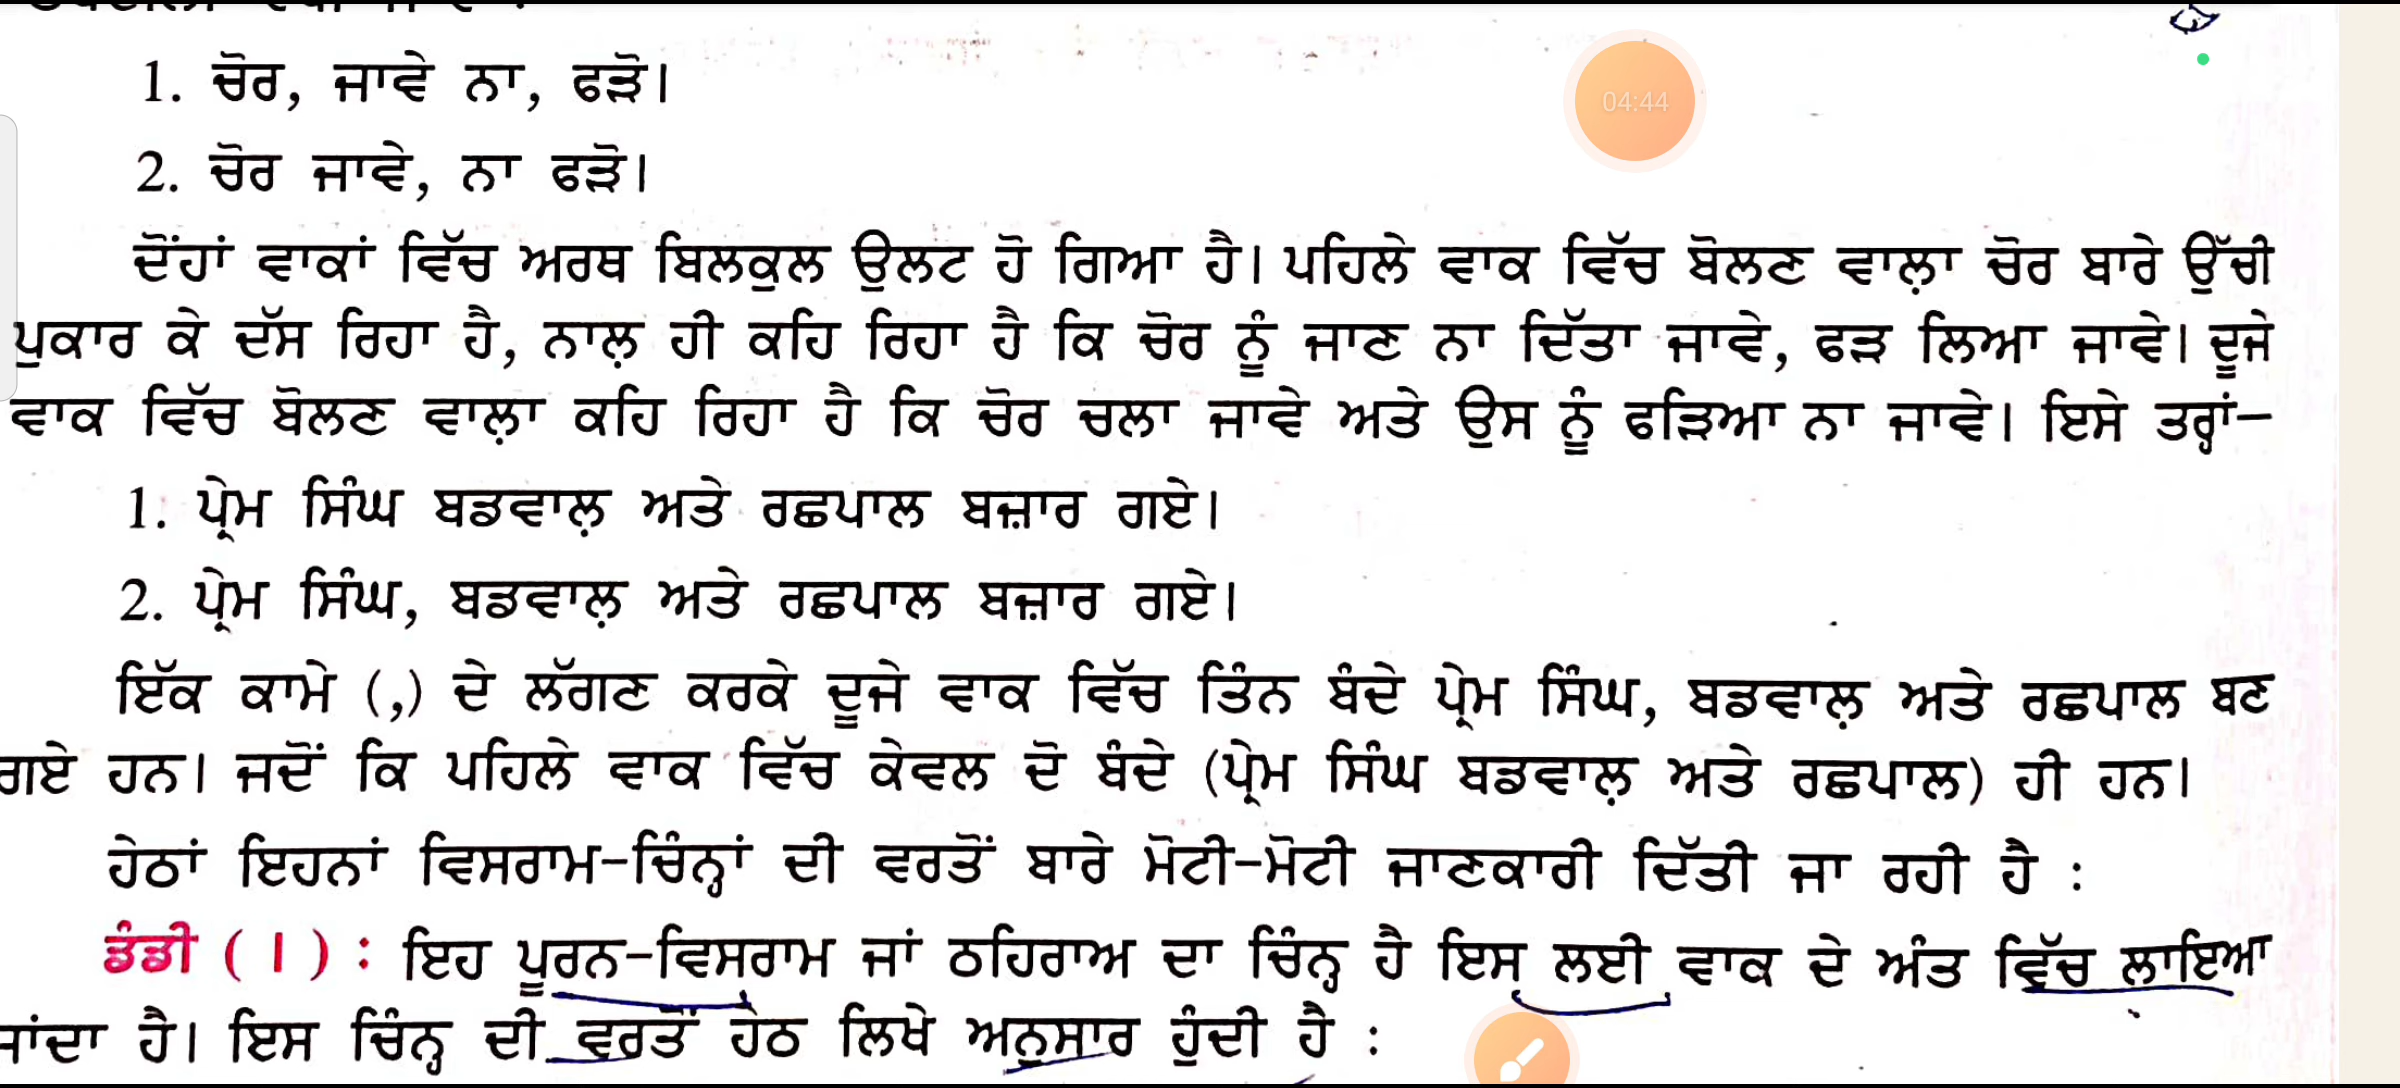 1. ਚੋਰ, ਜਾਵੇ ਨਾ, ਫੜੋ।
04:44
2. ਚੋਰ ਜਾਵੇ, ਨਾ ਫੜੋ।
ਦੋਂਹਾਂ ਵਾਕਾਂ ਵਿੱਚ ਅਰਥ ਬਿਲਕੁਲ ਉਲਟ ਹੋ ਗਿਆ ਹੈ। ਪਹਿਲੇ ਵਾਕ ਵਿੱਚ ਬੋਲਣ ਵਾਲ਼ਾ ਚੋਰ ਬਾਰੇ ਉੱਚੀ
ਪੁਕਾਰ ਕੇ ਦੱਸ ਰਿਹਾ ਹੈ, ਨਾਲ਼ ਹੀ ਕਹਿ ਰਿਹਾ ਹੈ ਕਿ ਚੋਰ ਨੂੰ ਜਾਣ ਨਾ ਦਿੱਤਾ ਜਾਵੇ, ਫੜ ਲਿਆ ਜਾਵੇ। ਦੂਜੇ
ਵਾਕ ਵਿੱਚ ਬੋਲਣ ਵਾਲ਼ਾ ਕਹਿ ਰਿਹਾ ਹੈ ਕਿ ਚੋਰ ਚਲਾ ਜਾਵੇ ਅਤੇ ਉਸ ਨੂੰ ਫੜਿਆ ਨਾ ਜਾਵੇ। ਇਸੇ ਤਰ੍ਹਾਂ–
1. ਪ੍ਰੇਮ ਸਿੰਘ ਬਡਵਾਲ਼ ਅਤੇ ਰਛਪਾਲ ਬਜ਼ਾਰ ਗਏ।
2. ਪ੍ਰੇਮ ਸਿੰਘ, ਬਡਵਾਲ਼ ਅਤੇ ਰਛਪਾਲ ਬਜ਼ਾਰ ਗਏ।
ਇੱਕ ਕਾਮੇ (,) ਦੇ ਲੱਗਣ ਕਰਕੇ ਦੂਜੇ ਵਾਕ ਵਿੱਚ ਤਿੰਨ ਬੰਦੇ ਪ੍ਰੇਮ ਸਿੰਘ, ਬਡਵਾਲ਼ ਅਤੇ ਰਛਪਾਲ ਬਣ
ਗਏ ਹਨ। ਜਦੋਂ ਕਿ ਪਹਿਲੇ ਵਾਕ ਵਿੱਚ ਕੇਵਲ ਦੋ ਬੰਦੇ (ਪ੍ਰੇਮ ਸਿੰਘ ਬਡਵਾਲ਼ ਅਤੇ ਰਛਪਾਲ) ਹੀ ਹਨ।
ਹੇਠਾਂ ਇਹਨਾਂ ਵਿਸਰਾਮ-ਚਿੰਨ੍ਹਾਂ ਦੀ ਵਰਤੋਂ ਬਾਰੇ ਮੋਟੀ-ਮੋਟੀ ਜਾਣਕਾਰੀ ਦਿੱਤੀ ਜਾ ਰਹੀ ਹੈ :
ਡੰਡੀ ( । ) : ਇਹ ਪੂਰਨ-ਵਿਸਰਾਮ ਜਾਂ ਠਹਿਰਾਅ ਦਾ ਚਿੰਨ੍ਹ ਹੈ ਇਸ ਲਈ ਵਾਕ ਦੇ ਅੰਤ ਵਿੱਚ ਲਾਇਆ
ਜਾਂਦਾ ਹੈ। ਇਸ ਚਿੰਨ੍ਹ ਦੀ ਵਰਤੋਂ ਹੇਠ ਲਿਖੇ ਅਨੁਸਾਰ ਹੁੰਦੀ ਹੈ :